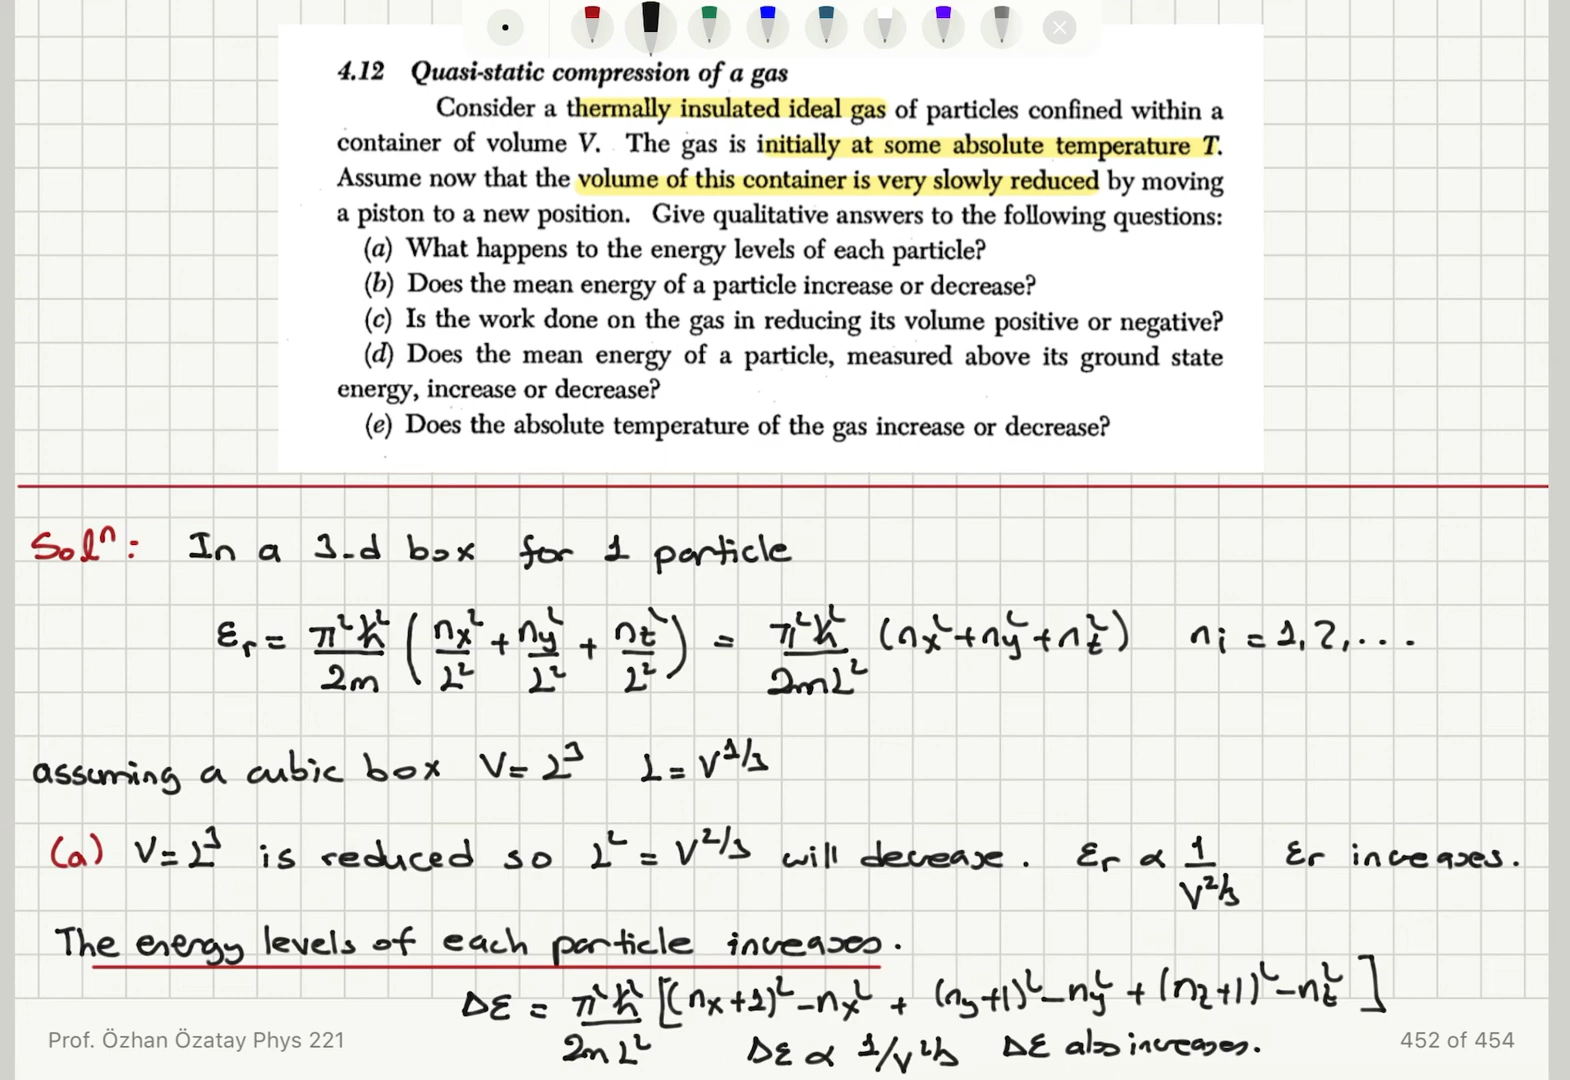 4.12 Quasi-static compression of a gas
Consider a thermally insulated ideal gas of particles confined within a
container of volume V. The gas is initially at some absolute temperature T.
Assume now that the volume of this container is very slowly reduced by moving
a piston to a new position. Give qualitative answers to the following questions:
(a) What happens to the energy levels of each particle?
(b) Does the mean energy of a particle increase or decrease?
(c) Is the work done on the gas in reducing its volume positive or negative?
(d) Does the mean energy of a particle, measured above its ground state
energy, increase or decrease?
(e) Does the absolute temperature of the gas increase or decrease?
Solⁿ: In a 3-d box for 1 particle
εr = π²ħ²/2m (nx²/L² + ny²/L² + nz²/L²) = π²ħ²/2mL² (nx² + ny² + nz²) ni = 1, 2, ...
assuming a cubic box V = L³ L = V^1/3
(a) V = L³ is reduced so L² = V^2/3 will decrease. εr ∝ 1/V^2/3 εr increases.
The energy levels of each particle increases.
Δε = π²ħ²/2mL² [(nx+1)² − nx² + (ny+1)² − ny² + (nz+1)² − nz²]
Δε ∝ 1/V^2/3 Δε also increases.
Prof. Özhan Özatay Phys 221
452 of 454